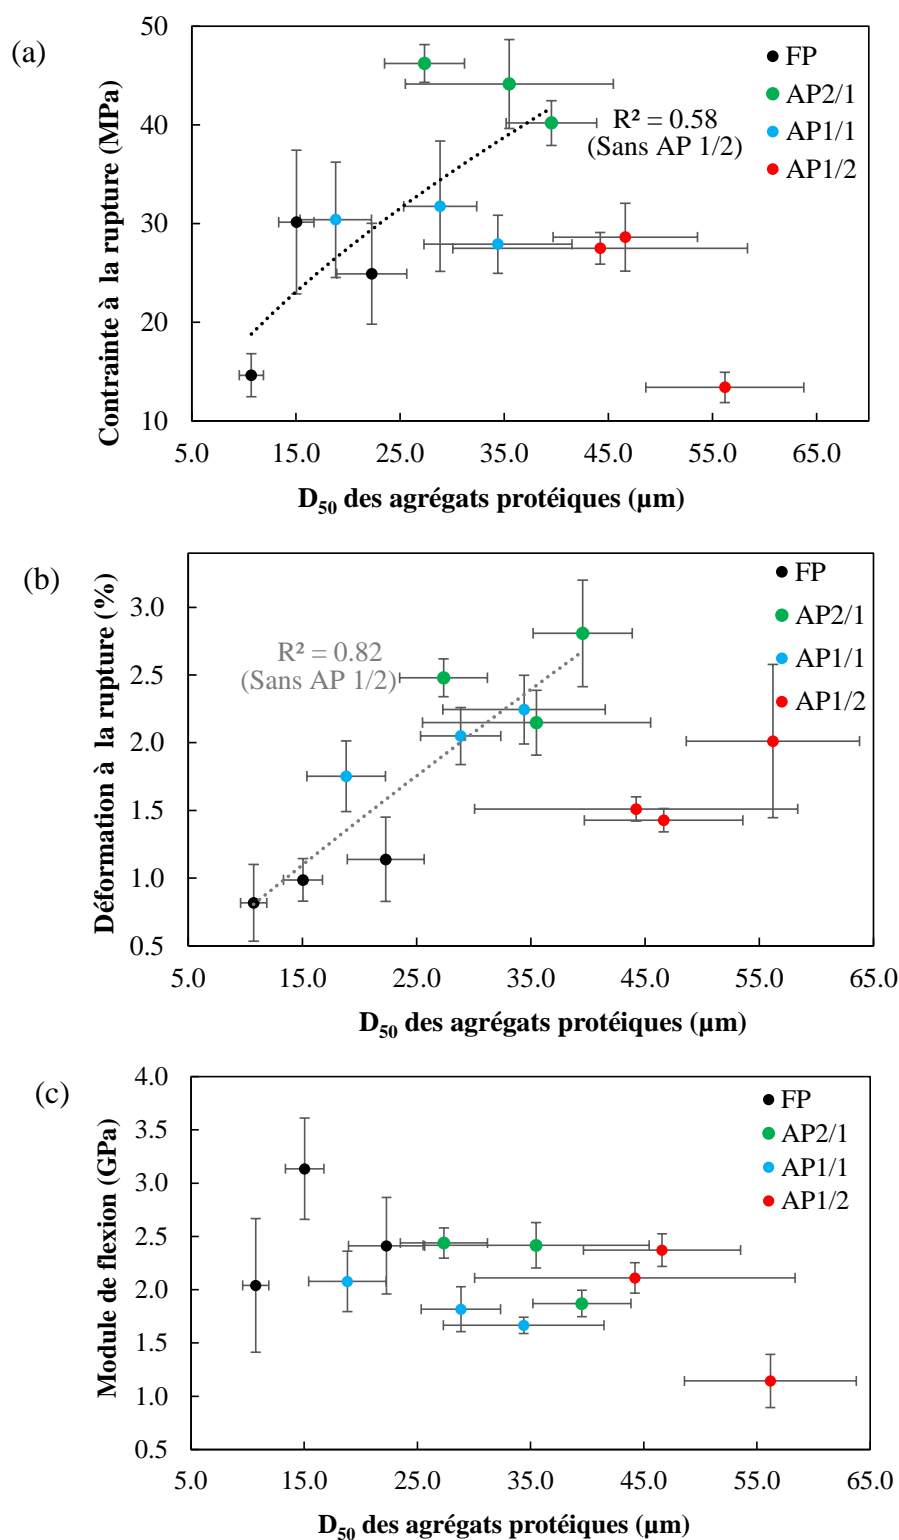 (a)
Contrainte à la rupture (MPa)
50
40
30
20
10
FP
AP2/1
AP1/1
AP1/2
R² = 0.58
(Sans AP 1/2)
5.0 15.0 25.0 35.0 45.0 55.0 65.0
D50 des agrégats protéiques (µm)
(b)
Déformation à la rupture (%)
3.0
2.5
2.0
1.5
1.0
0.5
FP
AP2/1
AP1/1
AP1/2
R² = 0.82
(Sans AP 1/2)
5.0 15.0 25.0 35.0 45.0 55.0 65.0
D50 des agrégats protéiques (µm)
(c)
Module de flexion (GPa)
4.0
3.5
3.0
2.5
2.0
1.5
1.0
0.5
FP
AP2/1
AP1/1
AP1/2
5.0 15.0 25.0 35.0 45.0 55.0 65.0
D50 des agrégats protéiques (µm)